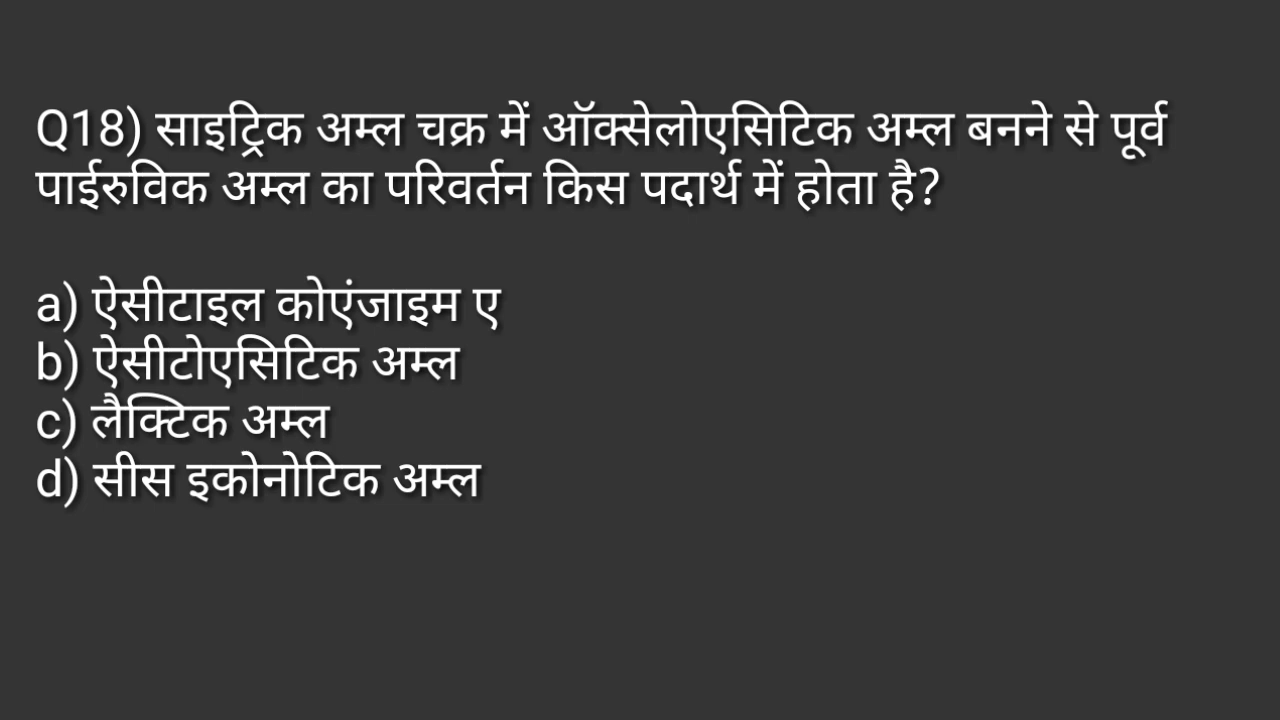 Q18) साइट्रिक अम्ल चक्र में ऑक्सेलोएसिटिक अम्ल बनने से पूर्व
पाईरुविक अम्ल का परिवर्तन किस पदार्थ में होता है?
a) ऐसीटाइल कोएंजाइम ए
b) ऐसीटोएसिटिक अम्ल
c) लैक्टिक अम्ल
d) सीस इकोनोटिक अम्ल